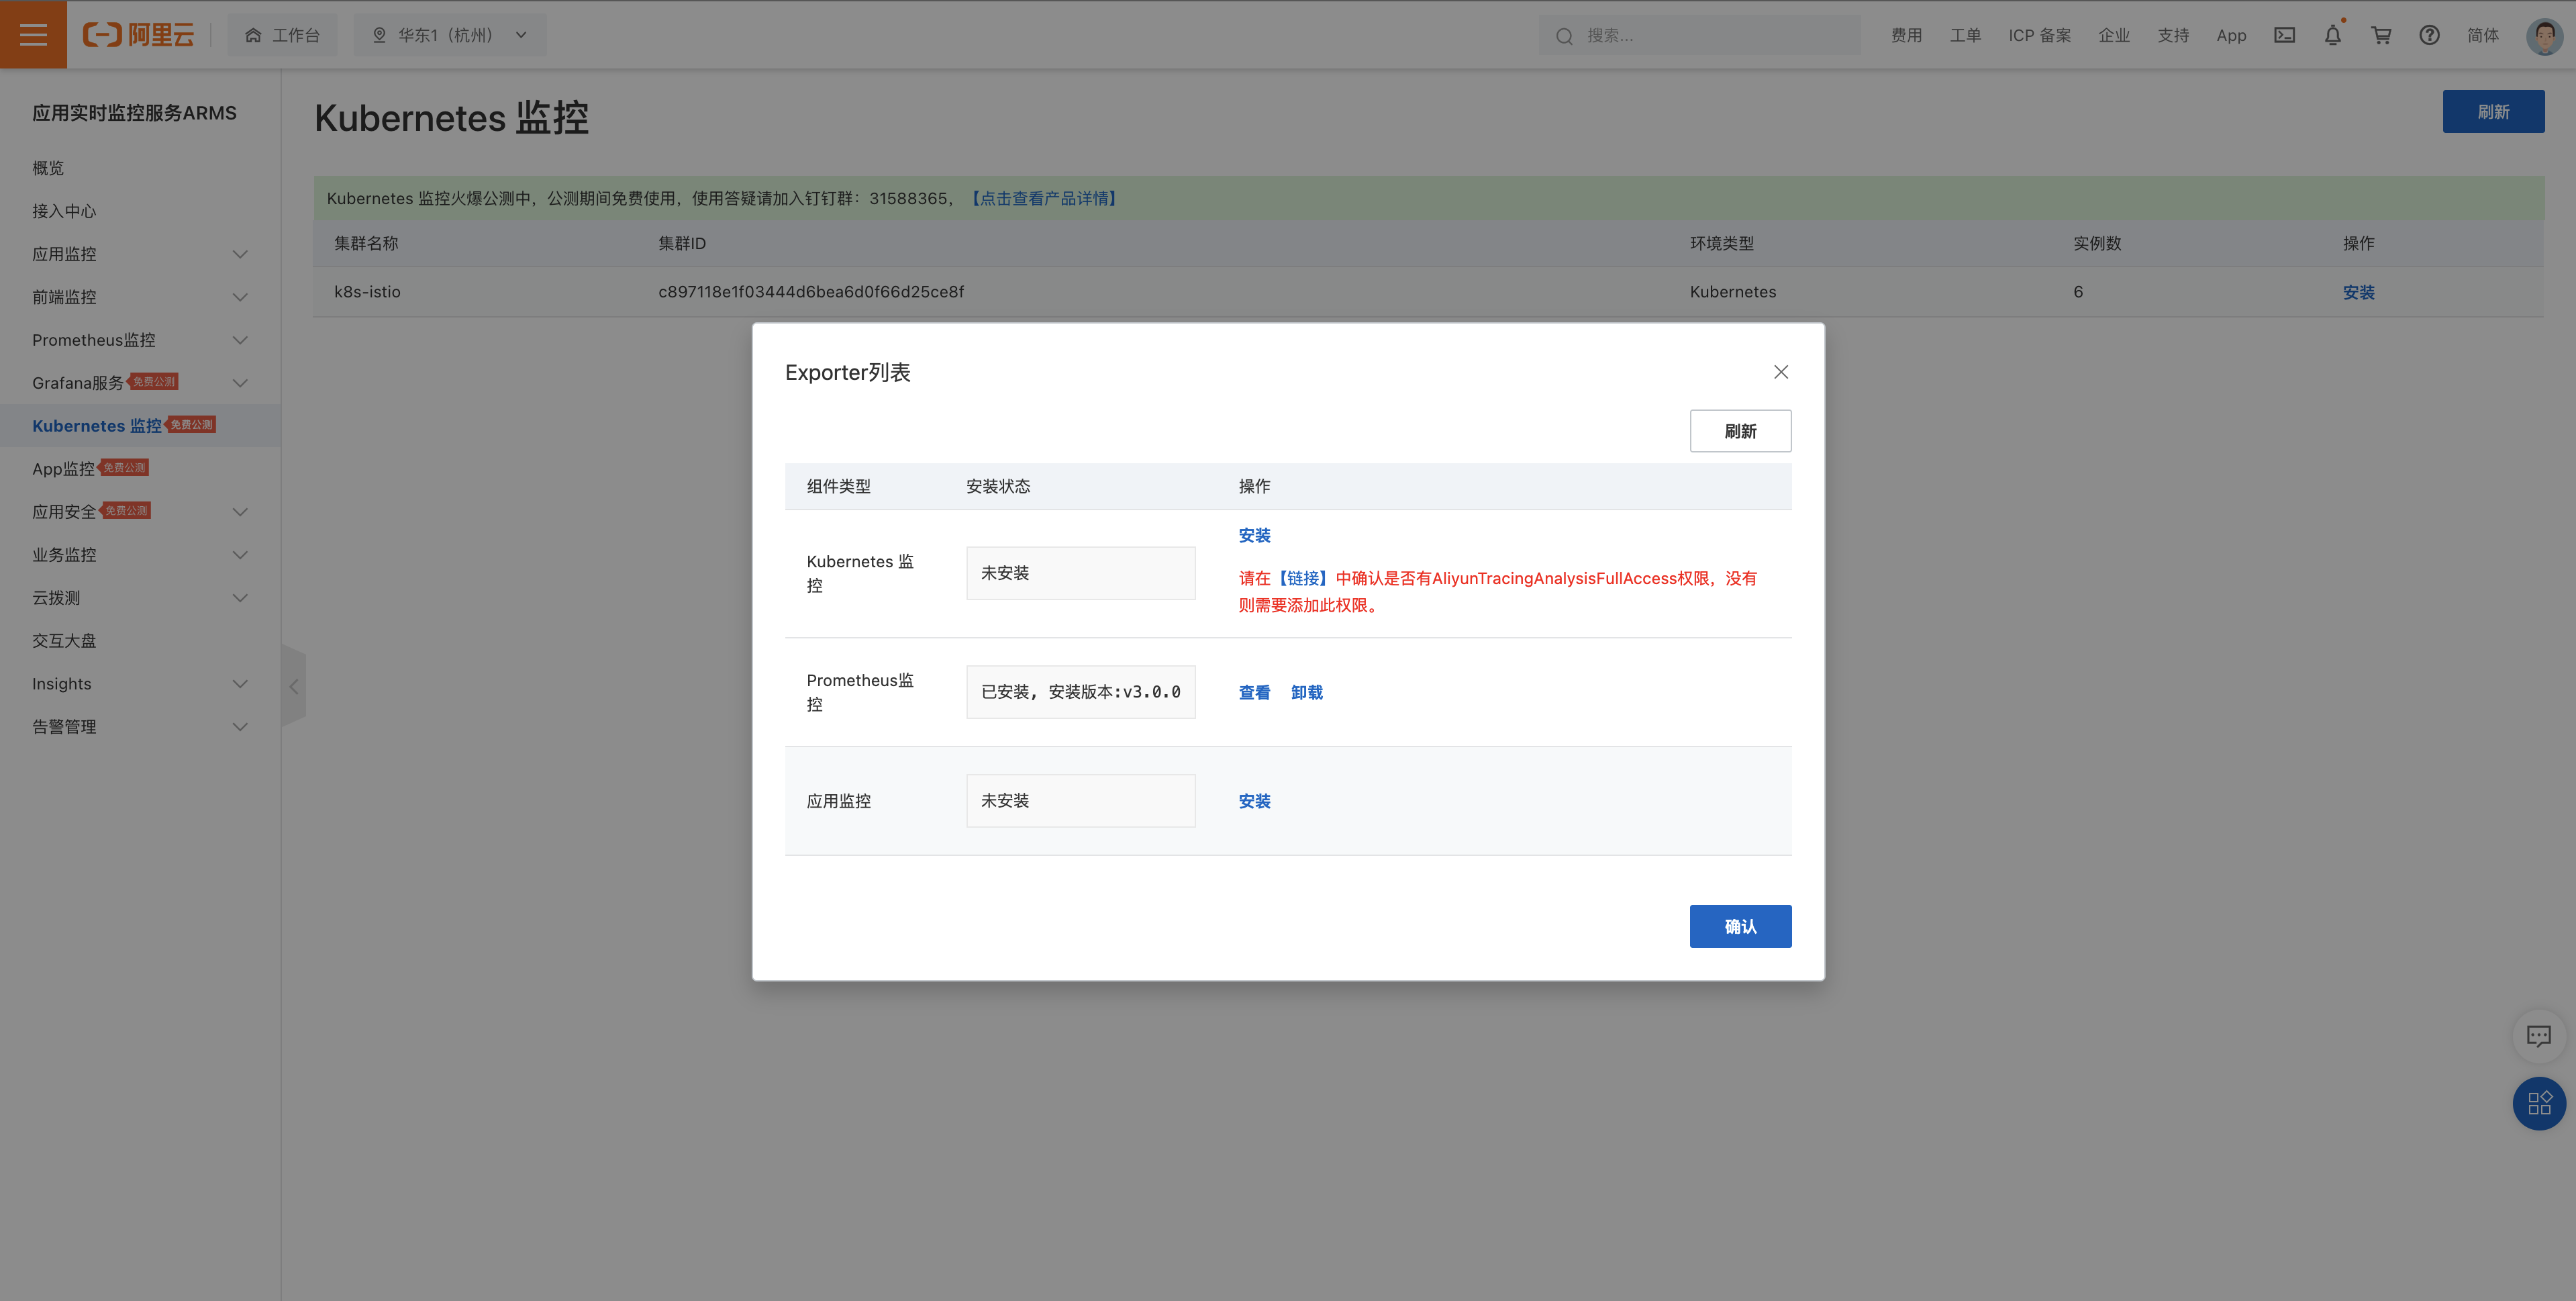 阿里云
工作台
华东1（杭州）
搜索...
费用
工单
ICP 备案
企业
支持
App
简体
应用实时监控服务ARMS
概览
接入中心
应用监控
前端监控
Prometheus监控
Grafana服务 免费公测
Kubernetes 监控 免费公测
App监控 免费公测
应用安全 免费公测
业务监控
云拨测
交互大盘
Insights
告警管理
Kubernetes 监控
刷新
Kubernetes 监控火爆公测中，公测期间免费使用，使用答疑请加入钉钉群：31588365，【点击查看产品详情】
集群名称 集群ID 环境类型 实例数 操作
k8s-istio c897118e1f03444d6bea6d0f66d25ce8f Kubernetes 6 安装
Exporter列表
刷新
组件类型 安装状态 操作
Kubernetes 监
控
未安装
安装
请在【链接】中确认是否有AliyunTracingAnalysisFullAccess权限，没有
则需要添加此权限。
Prometheus监
控
已安装, 安装版本:v3.0.0
查看 卸载
应用监控 未安装 安装
确认